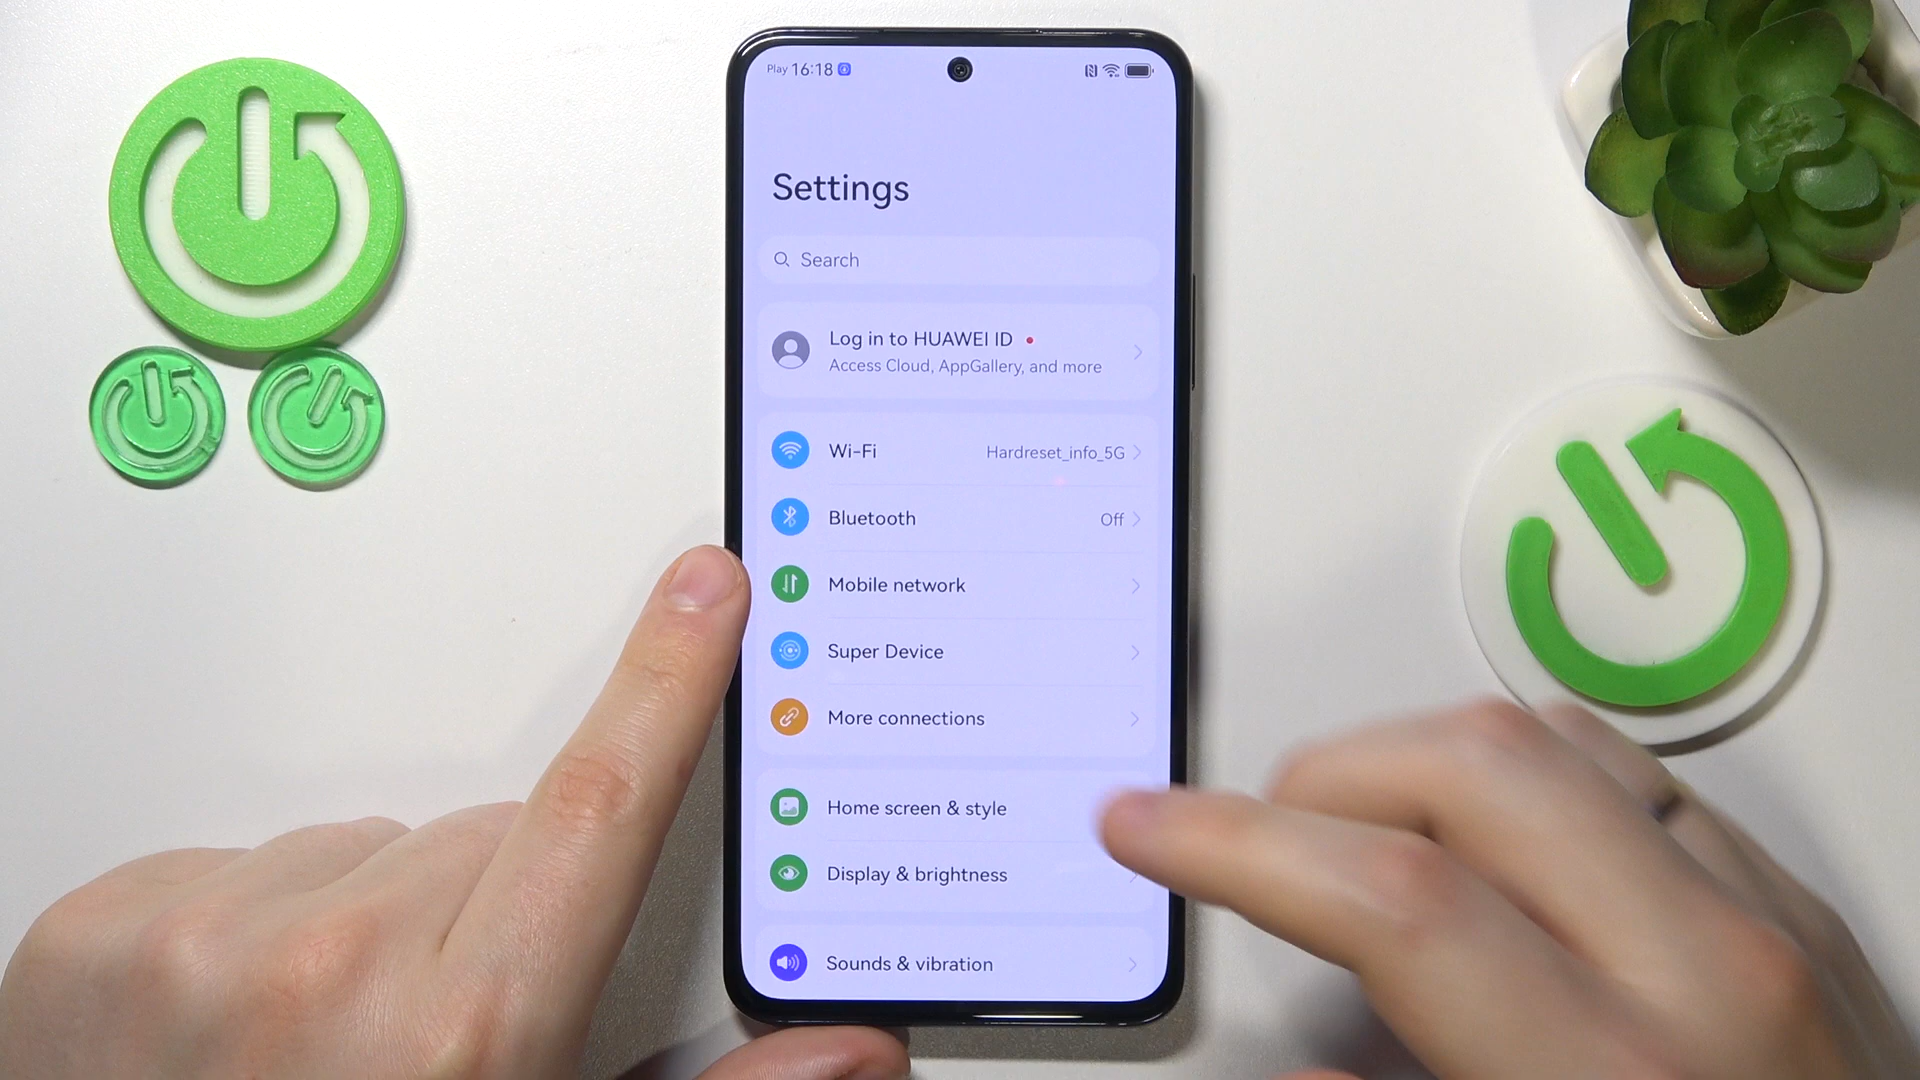 Play 16:18
Settings
Search
Log in to HUAWEI ID
Access Cloud, AppGallery, and more
Wi-Fi Hardreset_info_5G
Bluetooth Off
Mobile network
Super Device
More connections
Home screen & style
Display & brightness
Sounds & vibration